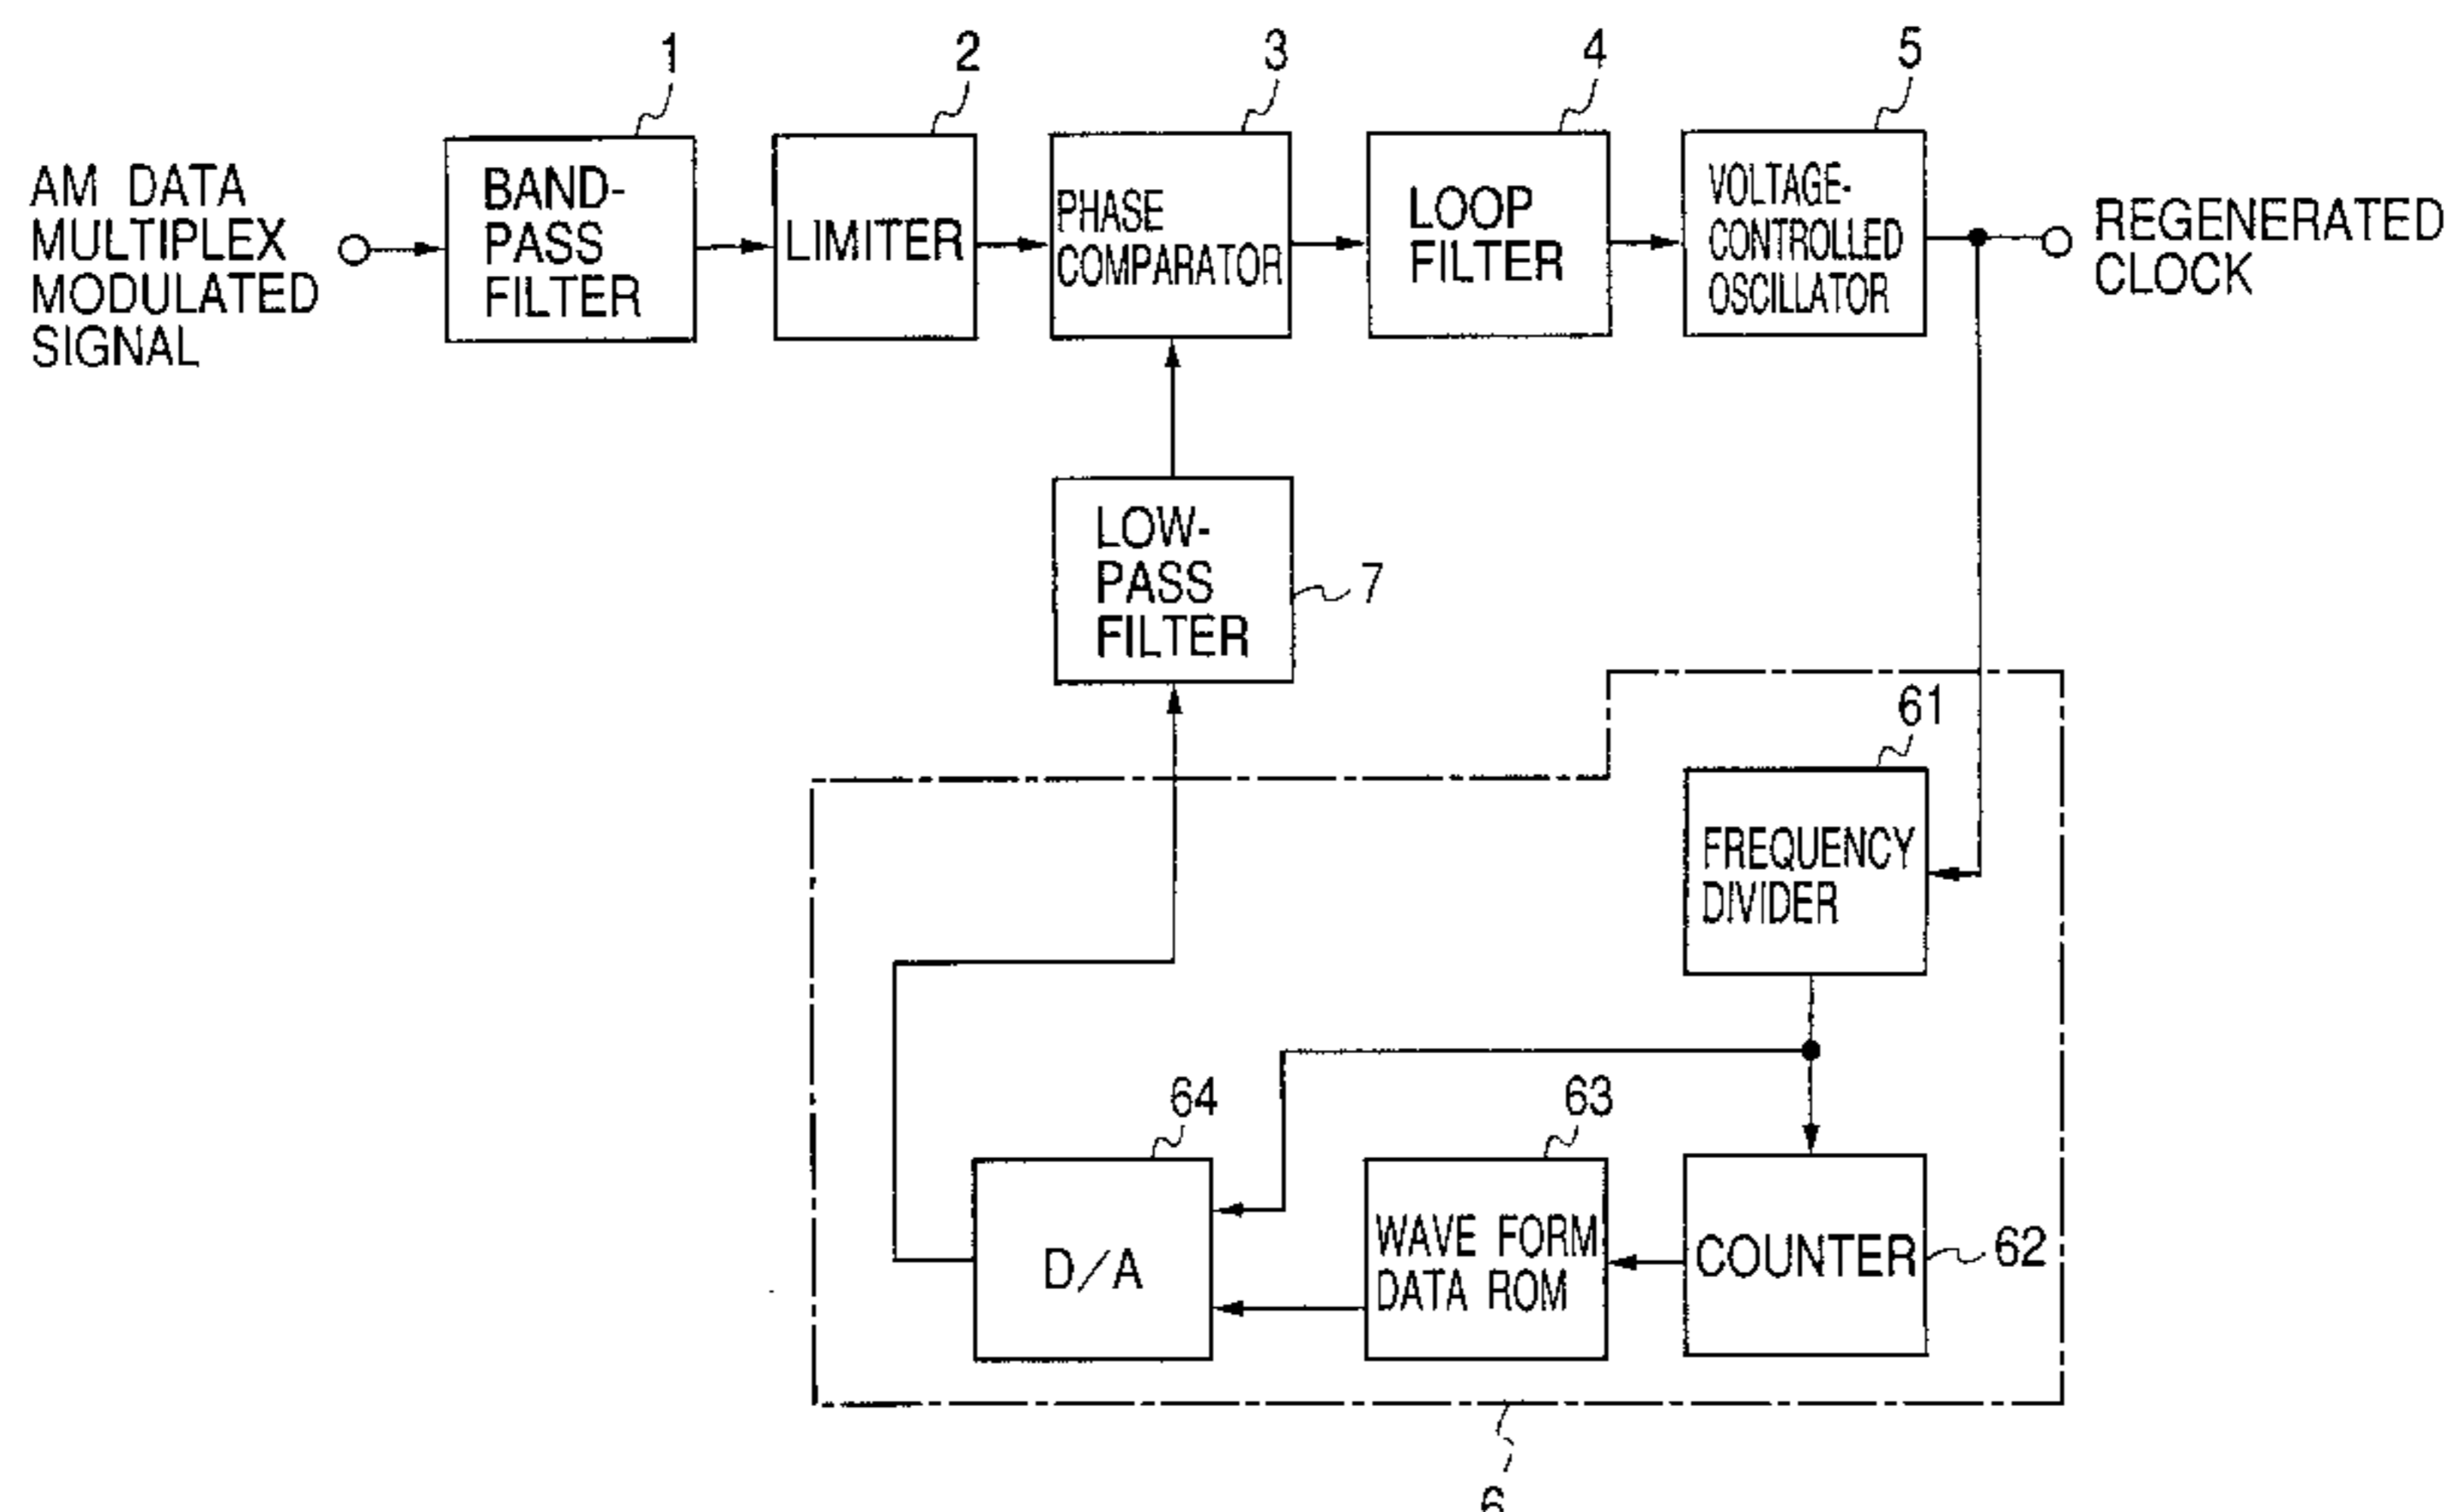 1
2
3
4
5
AM DATA
MULTIPLEX
MODULATED
SIGNAL
BAND-
PASS
FILTER
LIMITER
PHASE
COMPARATOR
LOOP
FILTER
VOLTAGE-
CONTROLLED
OSCILLATOR
REGENERATED
CLOCK
LOW-
PASS
FILTER
7
61
FREQUENCY
DIVIDER
64
63
D/A
WAVE FORM
DATA ROM
COUNTER
62
6